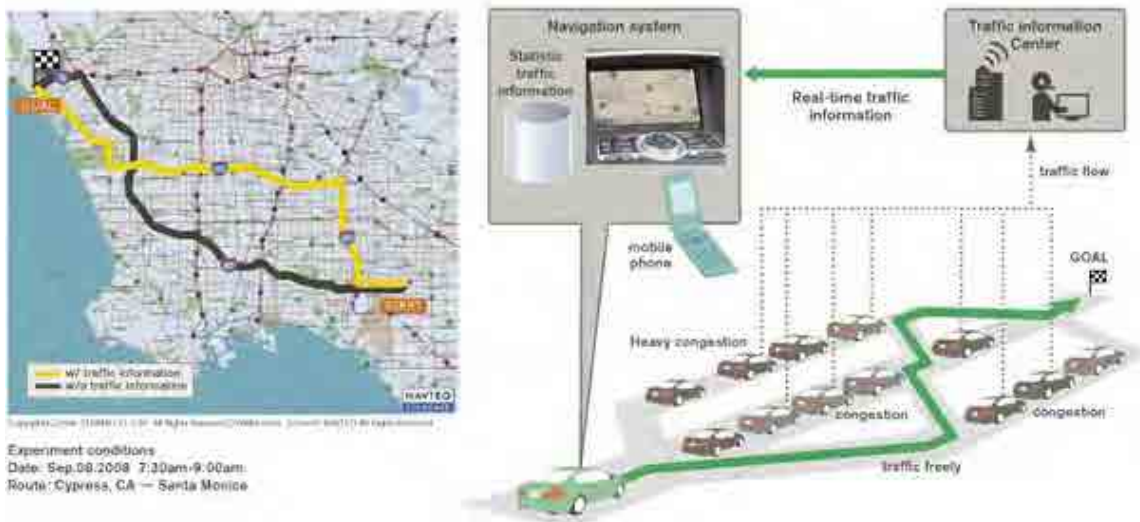 GOAL
START
w/ traffic information
w/o traffic information
NAVTEQ
Experiment conditions
Date: Sep.08.2008 7:30am-9:00am
Route: Cypress, CA — Santa Monica
Navigation system
Statistic
traffic
information
mobile
phone
Real-time traffic
information
Traffic information
Center
traffic flow
GOAL
Heavy congestion
congestion
congestion
traffic freely